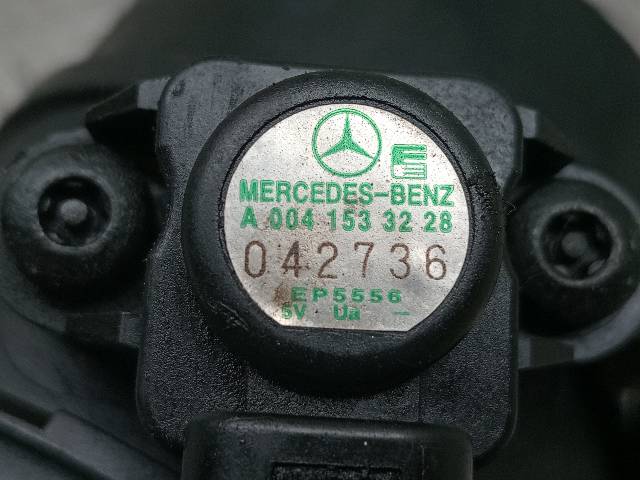 MERCEDES-BENZ
A 004 153 32 28
042736
EP5556
5V Ua –